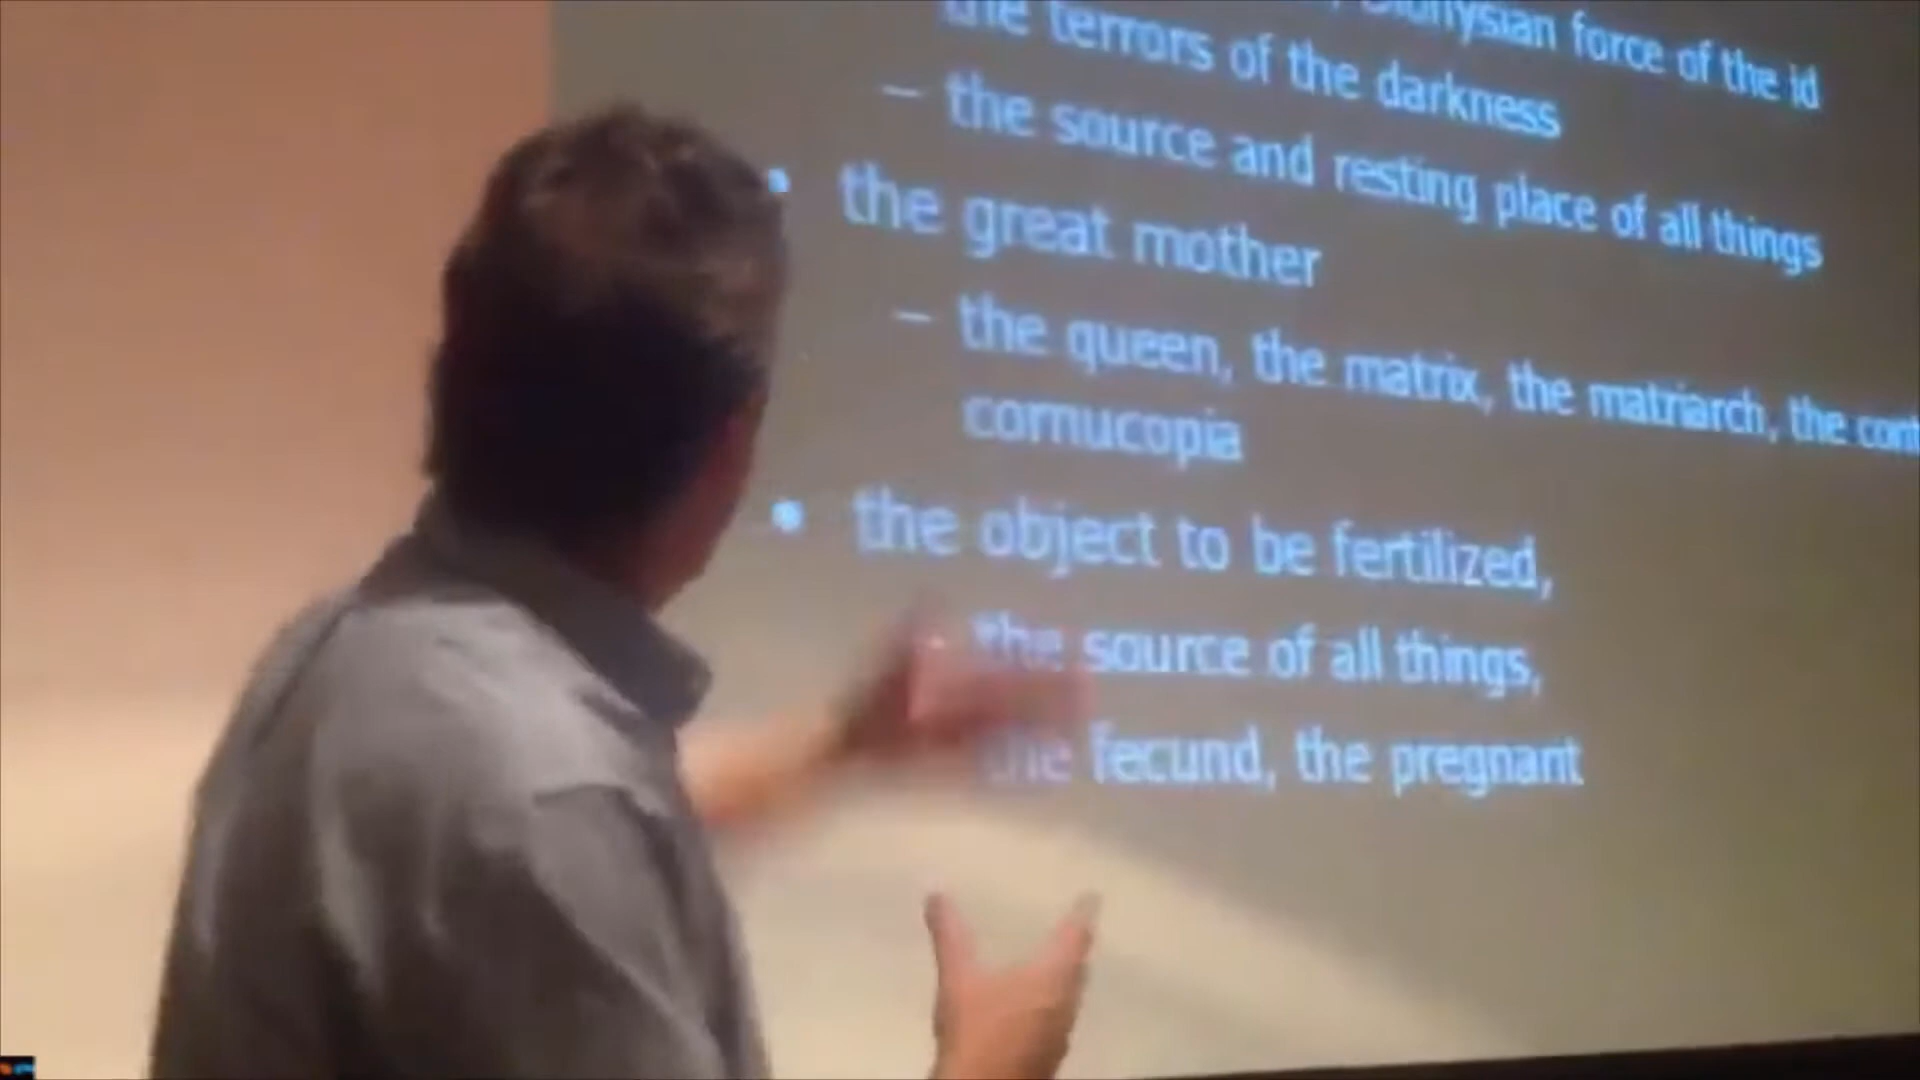 Dionysian force of the id
the terrors of the darkness
– the source and resting place of all things
• the great mother
– the queen, the matrix, the matriarch, the
cornucopia
• the object to be fertilized,
the source of all things,
the fecund, the pregnant